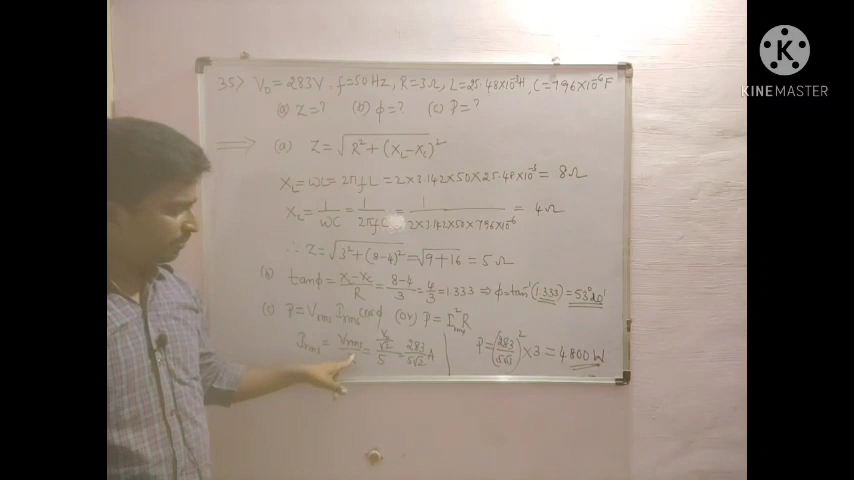 35) V₀ = 283V, f=50Hz, R=3Ω, L=25.48×10⁻³H, C=796×10⁻⁶F
(a) Z=? (b) φ=? (c) P=?
⟹ (a) Z = √R² + (X_L – X_C)²
X_L = WL = 2πfL = 2×3.142×50×25.48×10⁻³ = 8Ω
X_C = 1/WC = 1/2πfC = 1/2×3.142×50×796×10⁻⁶ = 4Ω
∴ Z = √3² + (8–4)² = √9+16 = 5Ω
(b) tanφ = X_L–X_C/R = 8–4/3 = 4/3 = 1.333 ⇒ φ = tan⁻¹(1.333) = 53°
(c) P = V_rms I_rms cosφ (Or) P = I²_rms R
I_rms = V_rms = V₀/√2/5 = 283/5√2 A
P = (283/5√2)² × 3 = 4800 W
K
KINEMASTER